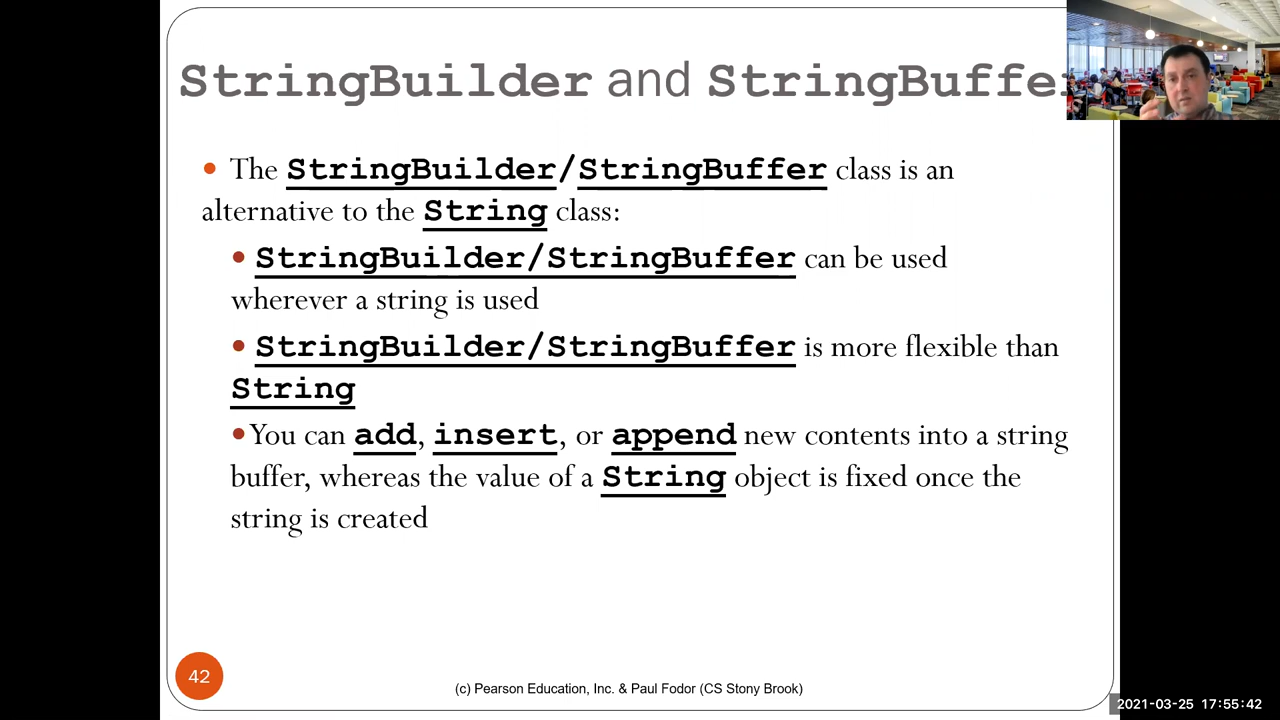 StringBuilder and StringBuffer
• The StringBuilder/StringBuffer class is an
alternative to the String class:
• StringBuilder/StringBuffer can be used
wherever a string is used
• StringBuilder/StringBuffer is more flexible than
String
•You can add, insert, or append new contents into a string
buffer, whereas the value of a String object is fixed once the
string is created
42
(c) Pearson Education, Inc. & Paul Fodor (CS Stony Brook)
2021-03-25 17:55:42